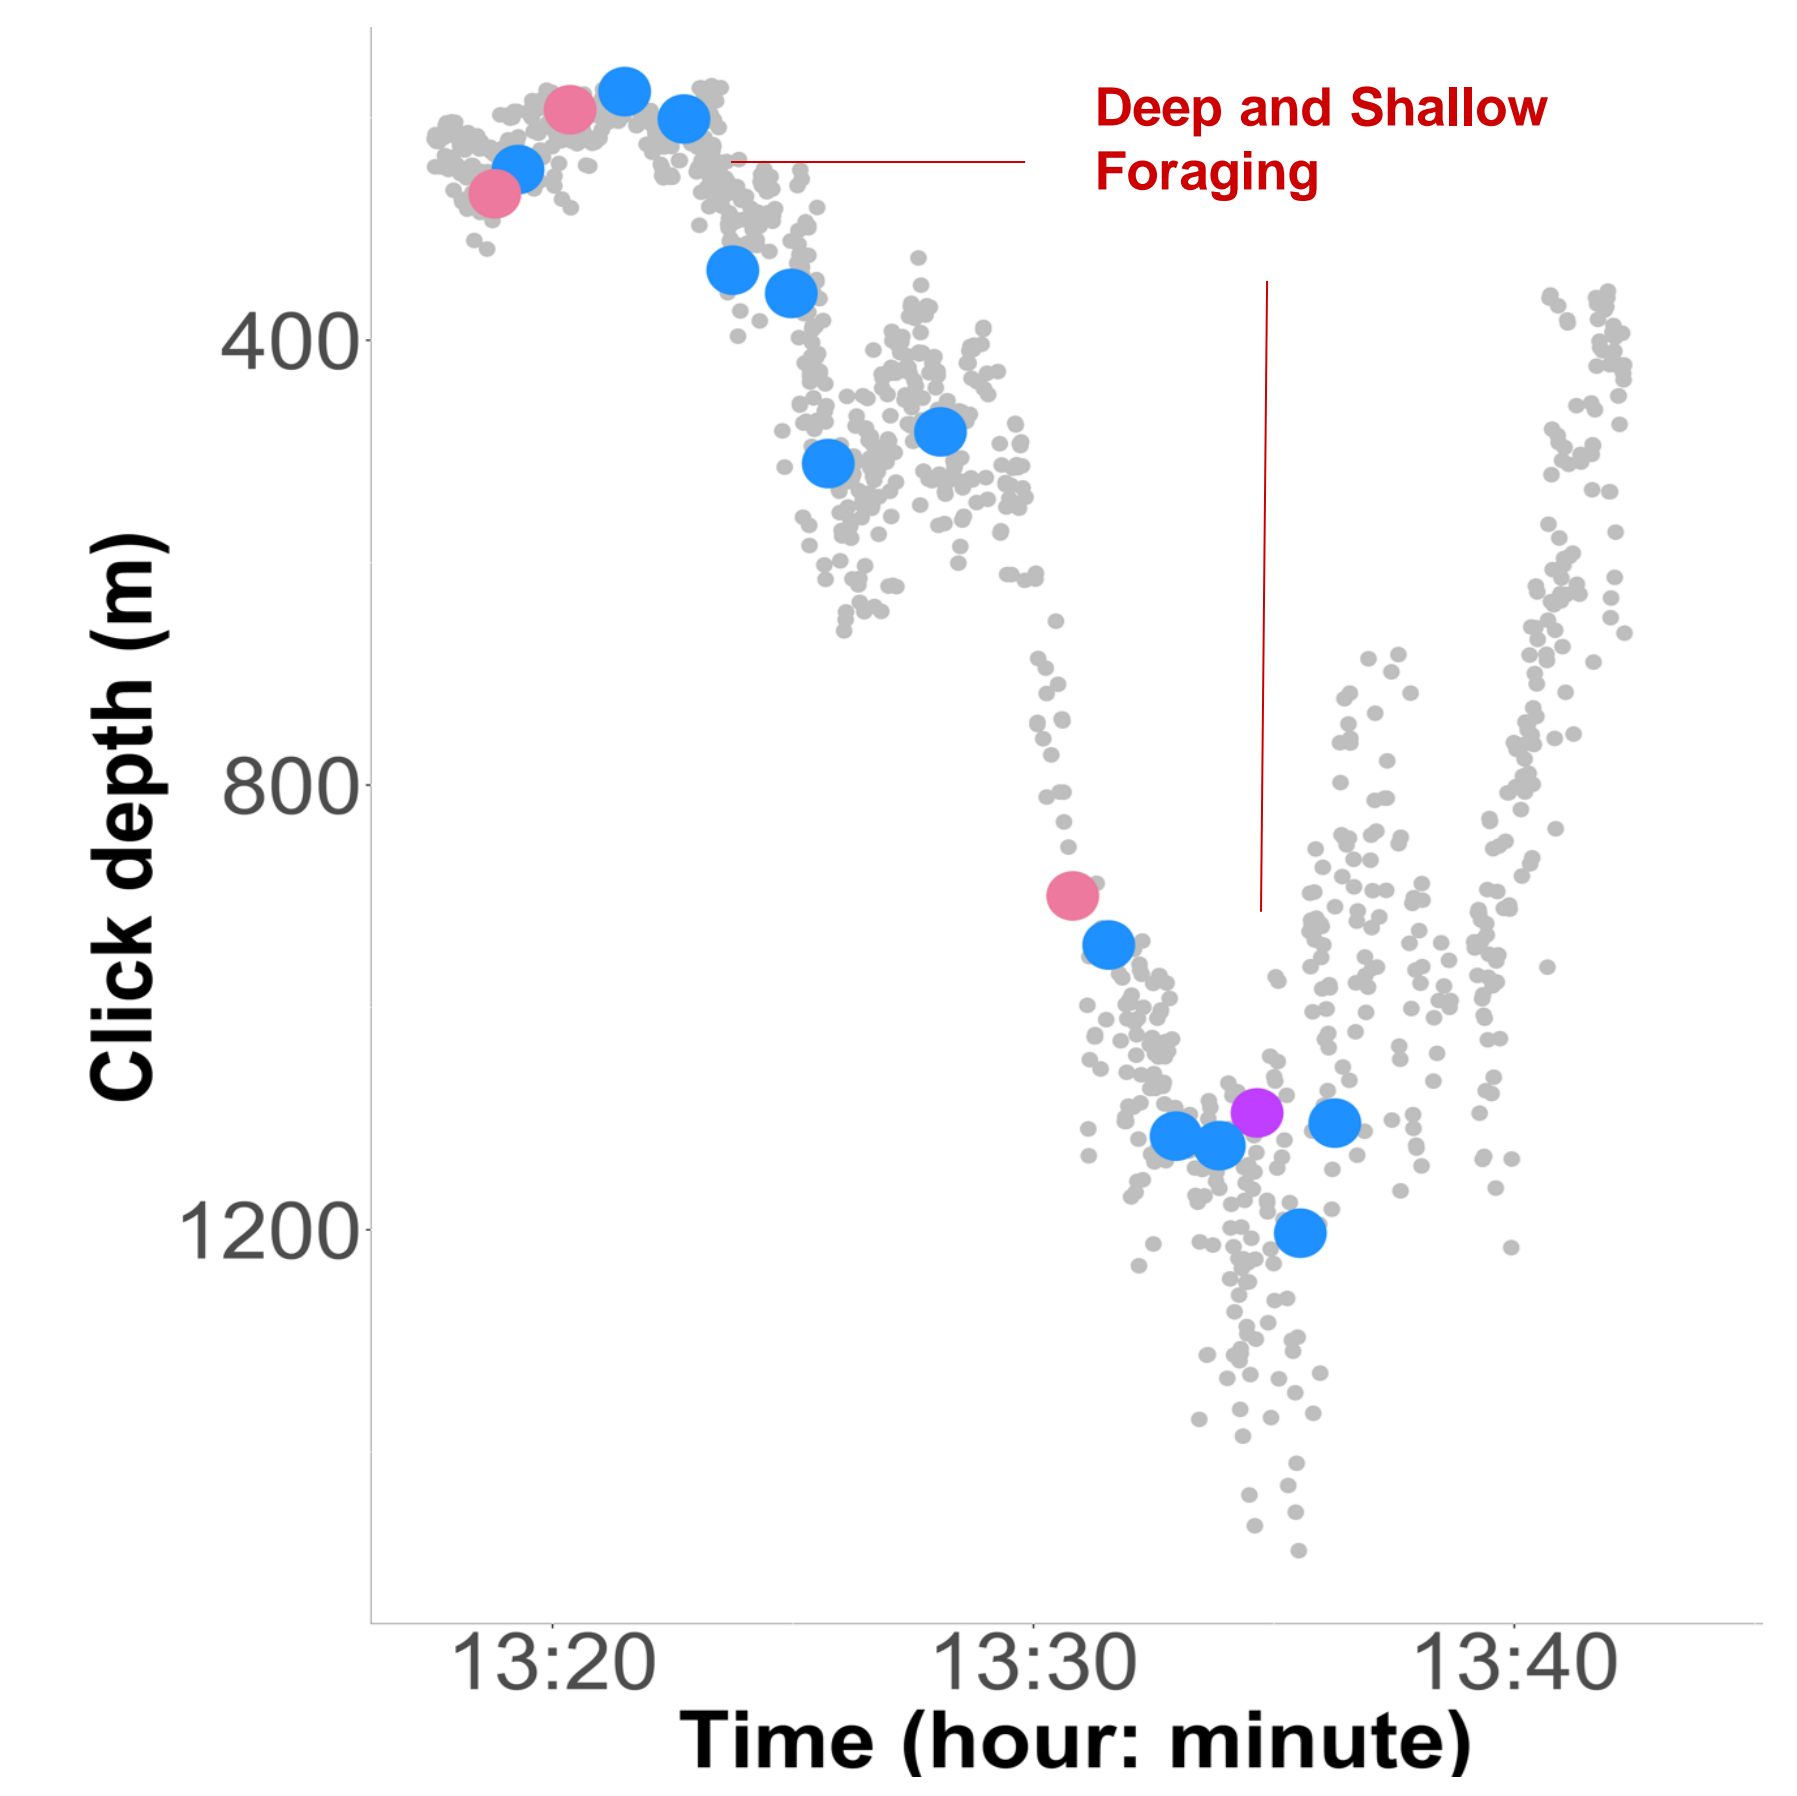 Deep and Shallow
Foraging
400
800
1200
Click depth (m)
13:20
13:30
13:40
Time (hour: minute)